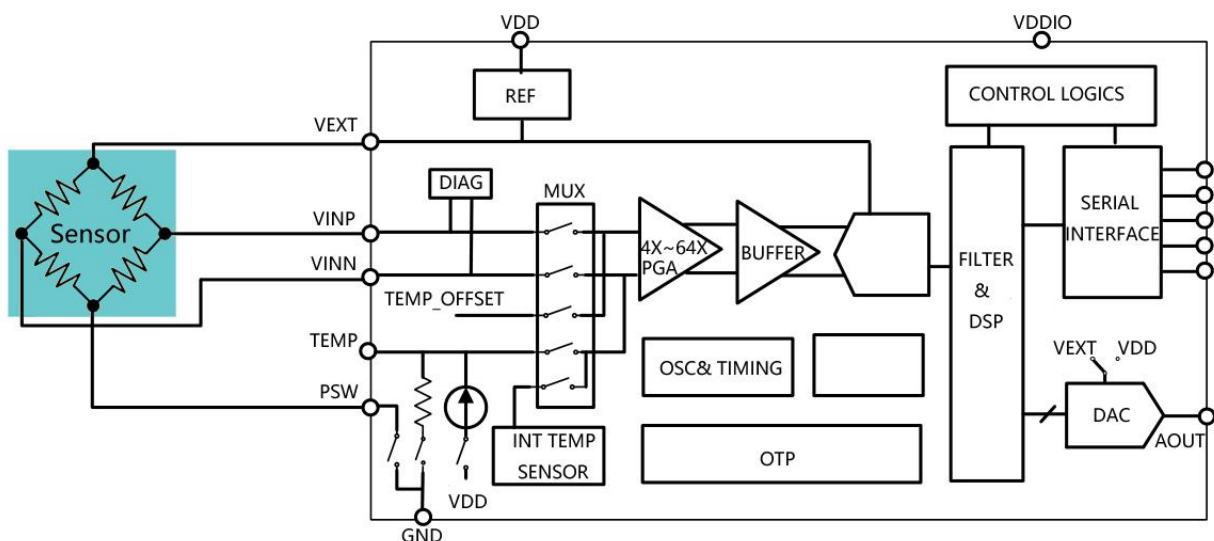 VDD
VDDIO
REF
CONTROL LOGICS
VEXT
DIAG
MUX
VINP
Sensor
SERIAL
INTERFACE
4X~64X
PGA
BUFFER
FILTER
&
DSP
VINN
TEMP_OFFSET
TEMP
OSC& TIMING
VEXT
VDD
PSW
DAC
INT TEMP
SENSOR
OTP
AOUT
VDD
GND